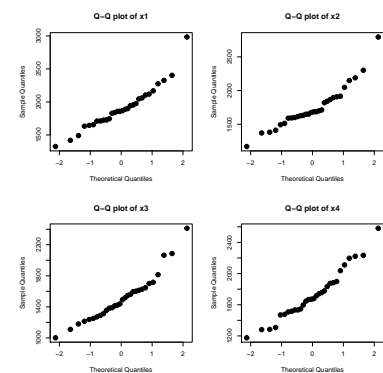 Q−Q plot of x1
Q−Q plot of x2
Sample Quantiles
1500 2000 2500 3000
−2 −1 0 1 2
Theoretical Quantiles
Sample Quantiles
1500 2000 2500
−2 −1 0 1 2
Theoretical Quantiles
Q−Q plot of x3
Q−Q plot of x4
Sample Quantiles
1000 1400 1800 2200
−2 −1 0 1 2
Theoretical Quantiles
Sample Quantiles
1200 1600 2000 2400
−2 −1 0 1 2
Theoretical Quantiles